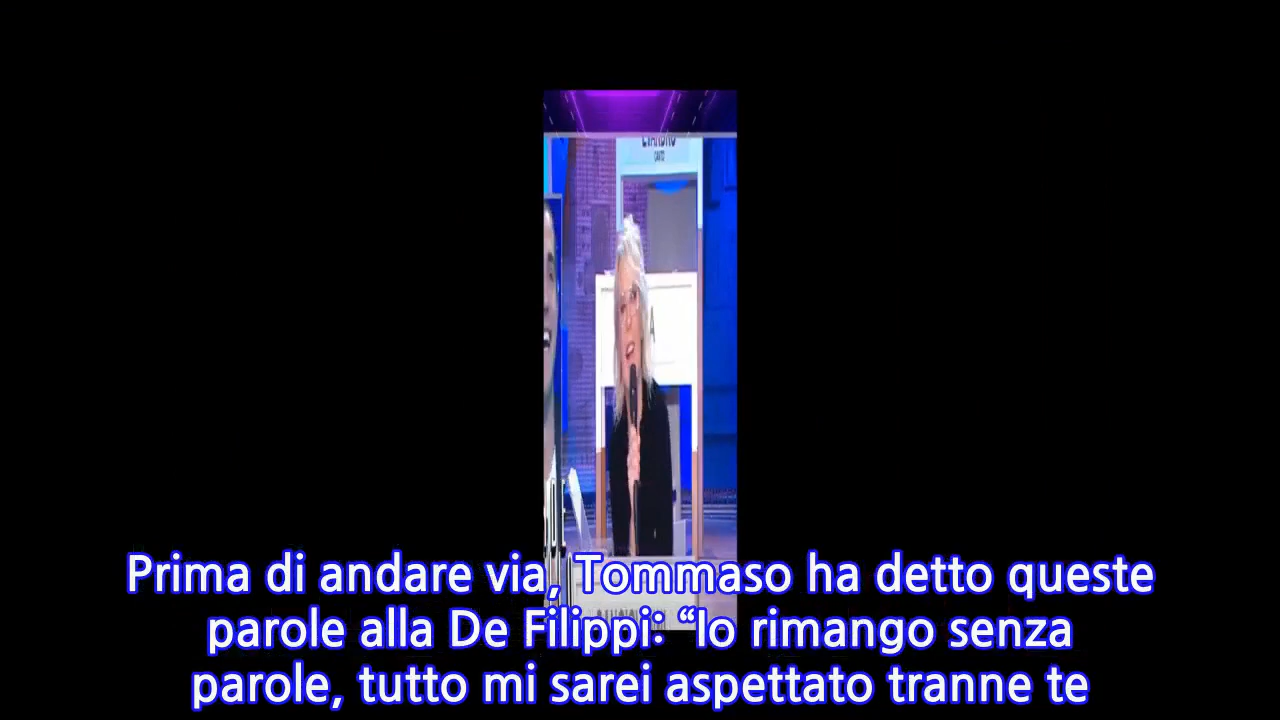 CANTO
A
Prima di andare via, Tommaso ha detto queste
parole alla De Filippi: “Io rimango senza
parole, tutto mi sarei aspettato tranne te